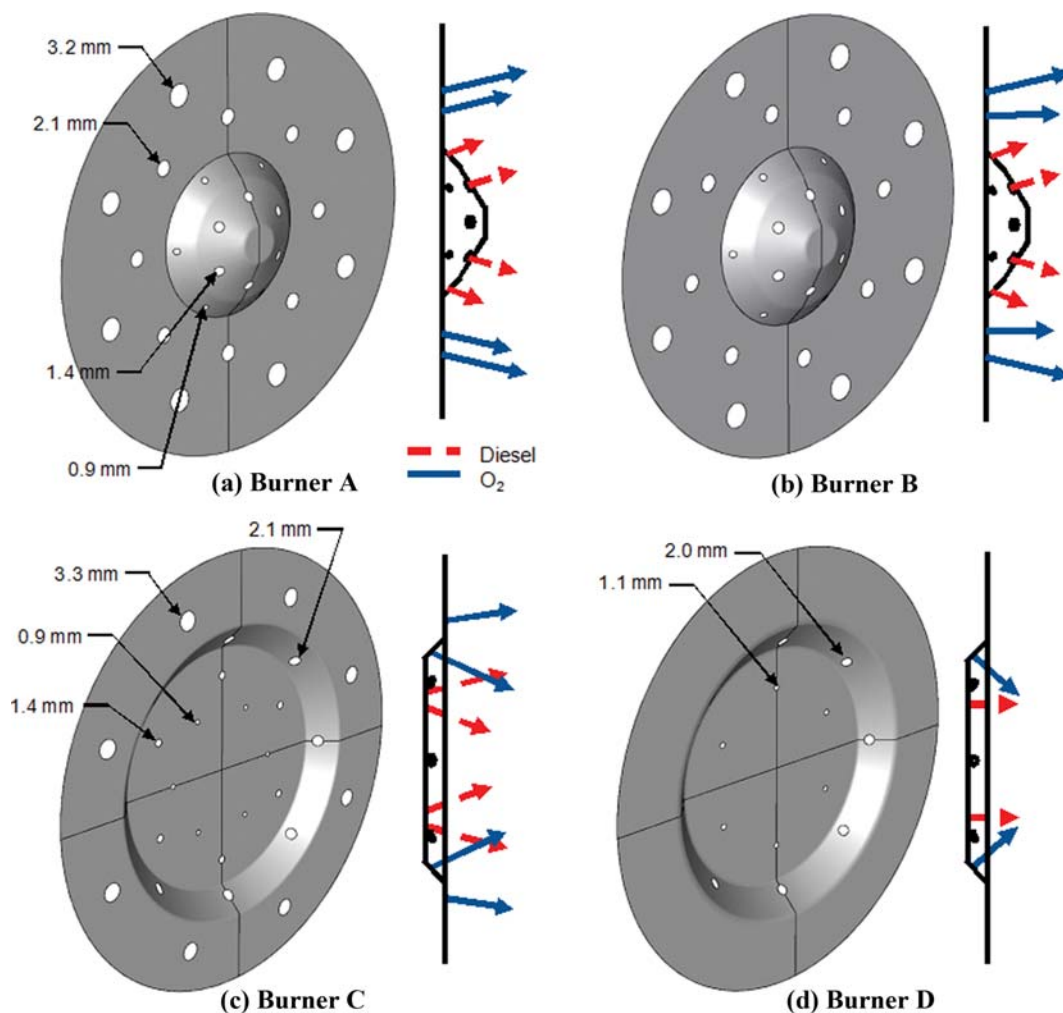 3.2 mm
2.1 mm
1.4 mm
0.9 mm
Diesel
O₂
(a) Burner A
(b) Burner B
2.1 mm
3.3 mm
0.9 mm
1.4 mm
2.0 mm
1.1 mm
(c) Burner C
(d) Burner D